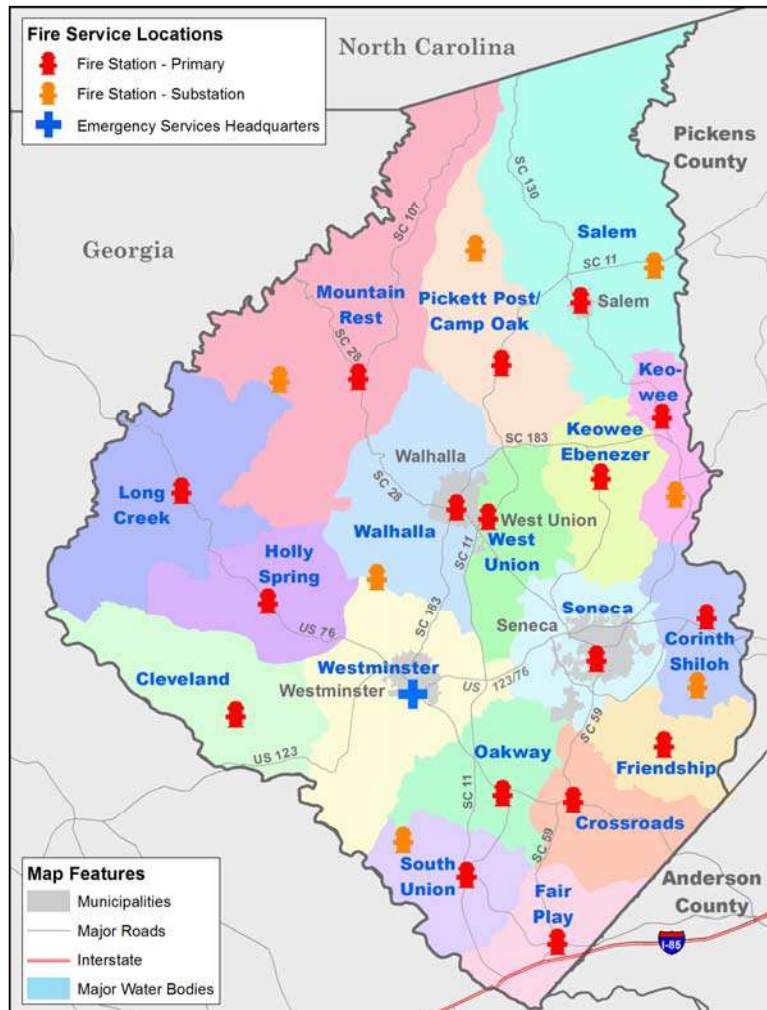 Fire Service Locations
Fire Station - Primary
Fire Station - Substation
Emergency Services Headquarters
North Carolina
Pickens
County
Georgia
SC 107
SC 130
Salem
SC 11
Salem
Mountain
Rest
Pickett Post/
Camp Oak
SC 28
Keo-
wee
Keowee
Ebenezer
SC 183
Walhalla
SC 28
Long
Creek
Walhalla
West Union
West
Union
SC 11
Holly
Spring
SC 183
Seneca
Seneca
Corinth
Shiloh
US 76
Westminster
Westminster
US 123/76
Cleveland
SC 59
US 123
Oakway
Friendship
SC 11
Crossroads
SC 59
South
Union
Fair
Play
Anderson
County
I-85
Map Features
Municipalities
Major Roads
Interstate
Major Water Bodies